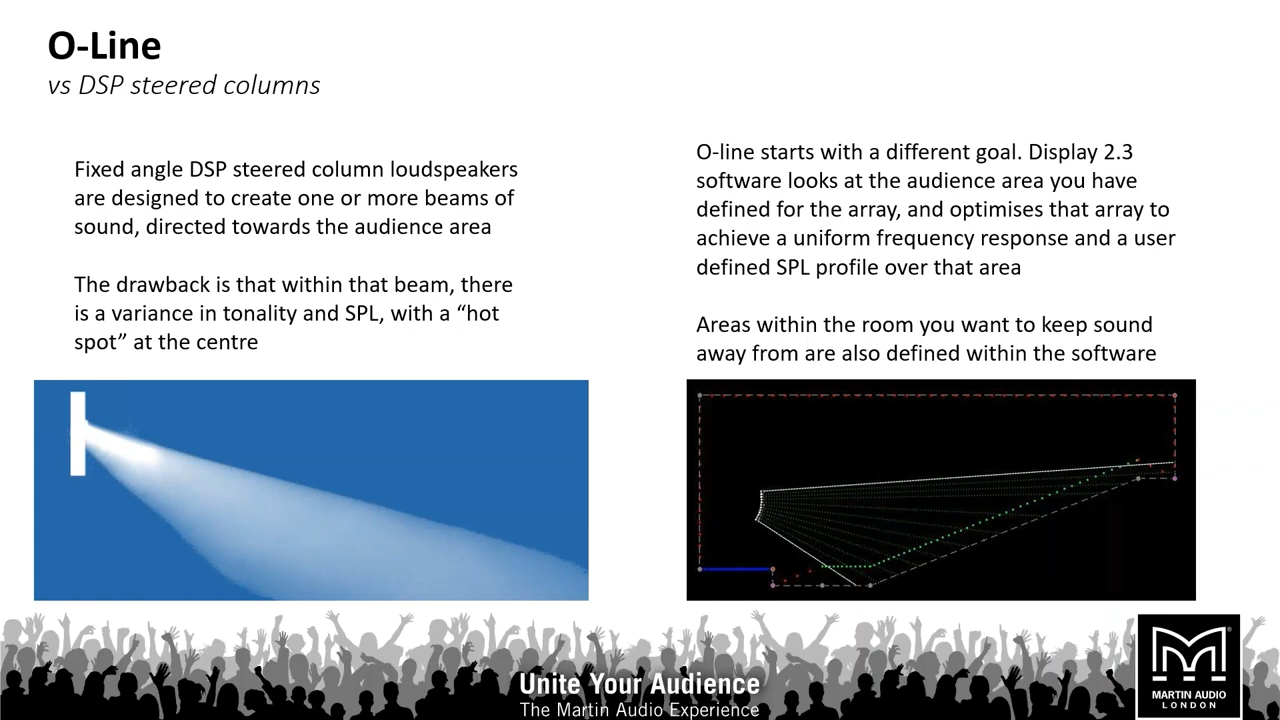 O-Line
vs DSP steered columns
Fixed angle DSP steered column loudspeakers
are designed to create one or more beams of
sound, directed towards the audience area
The drawback is that within that beam, there
is a variance in tonality and SPL, with a “hot
spot” at the centre
O-line starts with a different goal. Display 2.3
software looks at the audience area you have
defined for the array, and optimises that array to
achieve a uniform frequency response and a user
defined SPL profile over that area
Areas within the room you want to keep sound
away from are also defined within the software
Unite Your Audience
The Martin Audio Experience
®
MARTIN AUDIO
LONDON